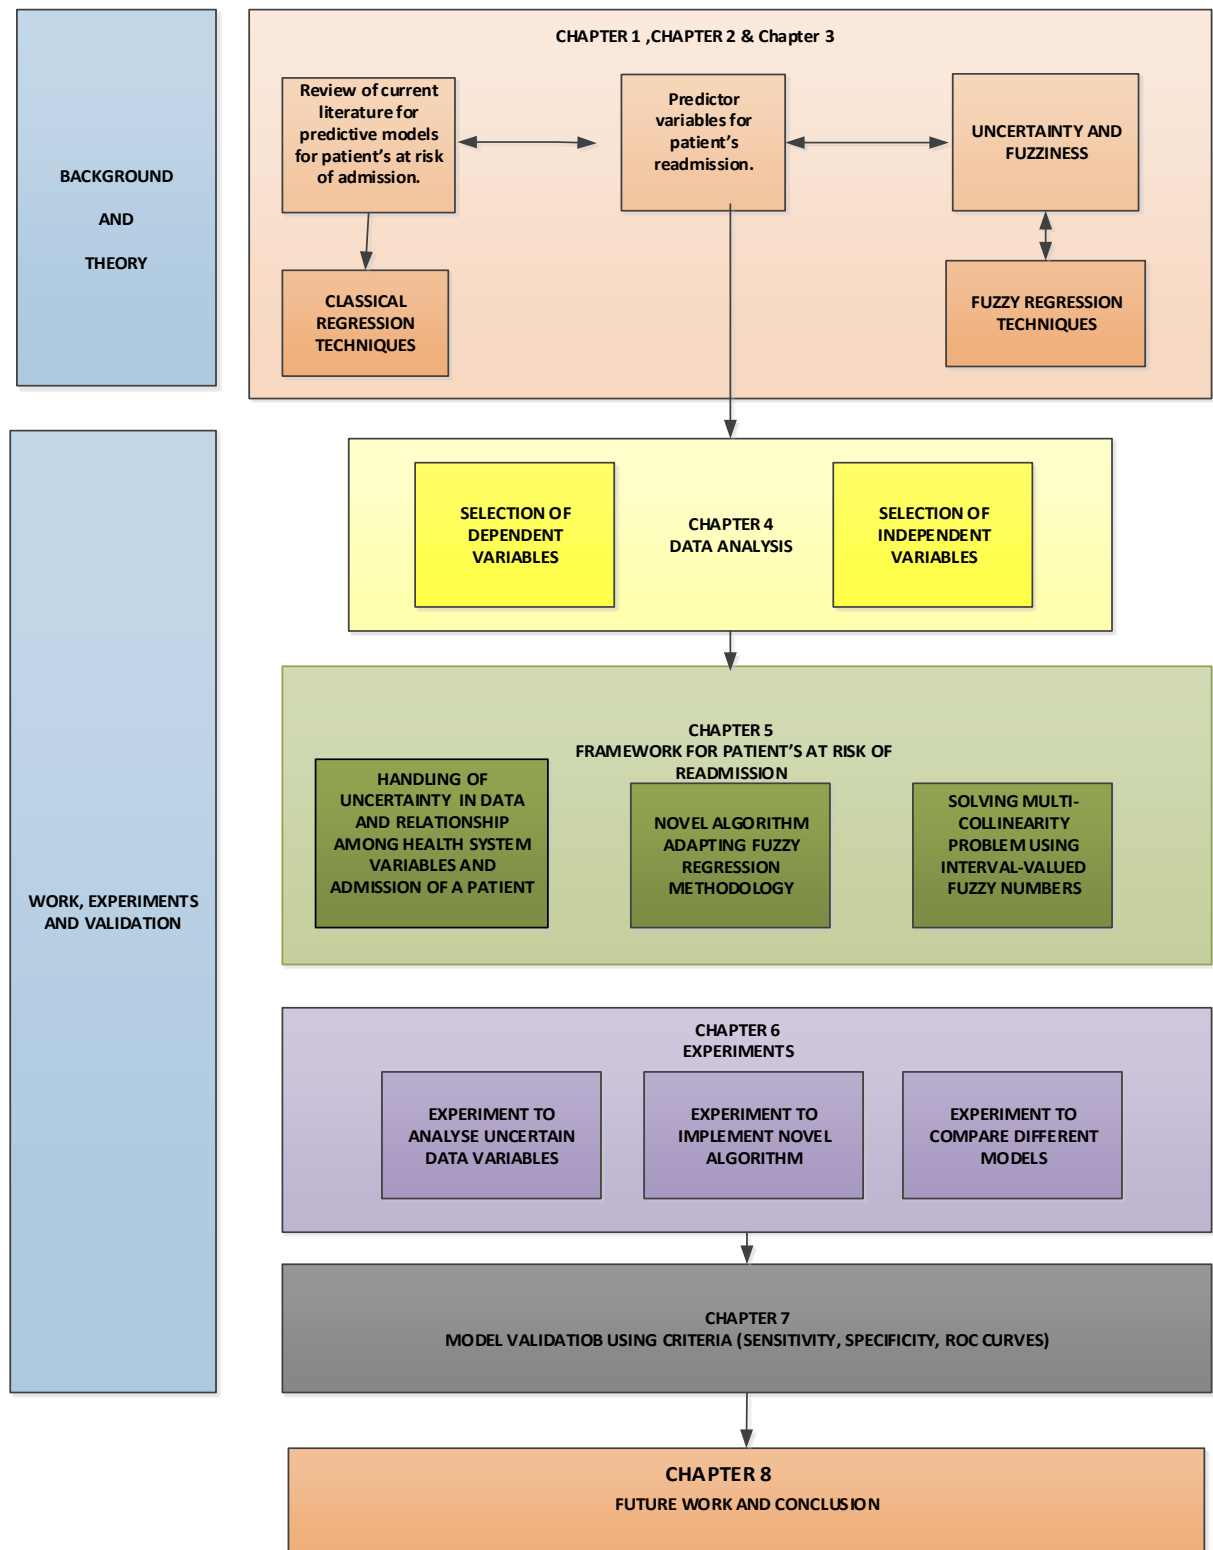 BACKGROUND
AND
THEORY
CHAPTER 1 ,CHAPTER 2 & Chapter 3
Review of current
literature for
predictive models
for patient's at risk
of admission.
Predictor
variables for
patient's
readmission.
UNCERTAINTY AND
FUZZINESS
CLASSICAL
REGRESSION
TECHNIQUES
FUZZY REGRESSION
TECHNIQUES
WORK, EXPERIMENTS
AND VALIDATION
SELECTION OF
DEPENDENT
VARIABLES
CHAPTER 4
DATA ANALYSIS
SELECTION OF
INDEPENDENT
VARIABLES
CHAPTER 5
FRAMEWORK FOR PATIENT'S AT RISK OF
READMISSION
HANDLING OF
UNCERTAINTY IN DATA
AND RELATIONSHIP
AMONG HEALTH SYSTEM
VARIABLES AND
ADMISSION OF A PATIENT
NOVEL ALGORITHM
ADAPTING FUZZY
REGRESSION
METHODOLOGY
SOLVING MULTI-
COLLINEARITY
PROBLEM USING
INTERVAL-VALUED
FUZZY NUMBERS
CHAPTER 6
EXPERIMENTS
EXPERIMENT TO
ANALYSE UNCERTAIN
DATA VARIABLES
EXPERIMENT TO
IMPLEMENT NOVEL
ALGORITHM
EXPERIMENT TO
COMPARE DIFFERENT
MODELS
CHAPTER 7
MODEL VALIDATIOB USING CRITERIA (SENSITIVITY, SPECIFICITY, ROC CURVES)
CHAPTER 8
FUTURE WORK AND CONCLUSION